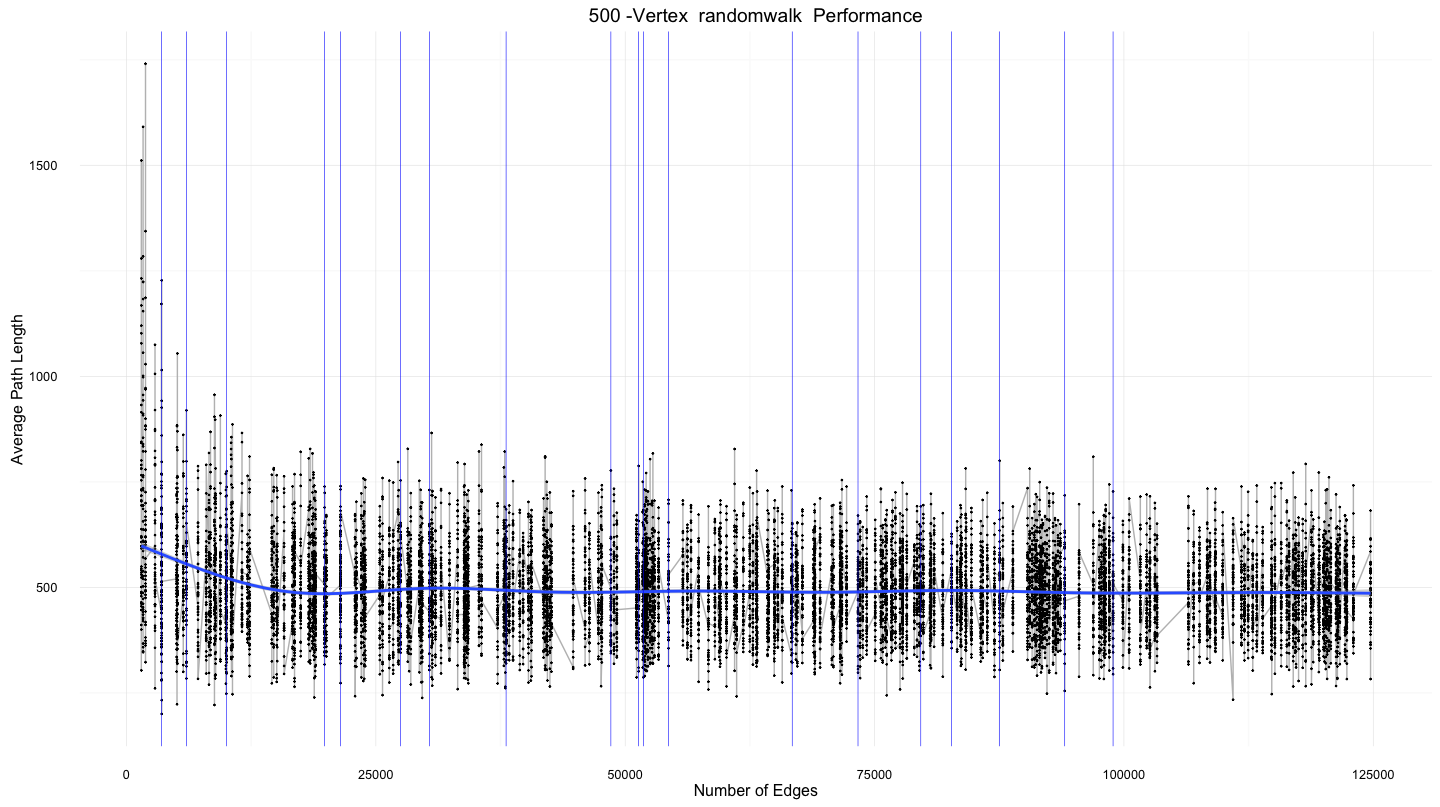 500 -Vertex  randomwalk  Performance
Average Path Length
1500
1000
500
0 25000 50000 75000 100000 125000
Number of Edges